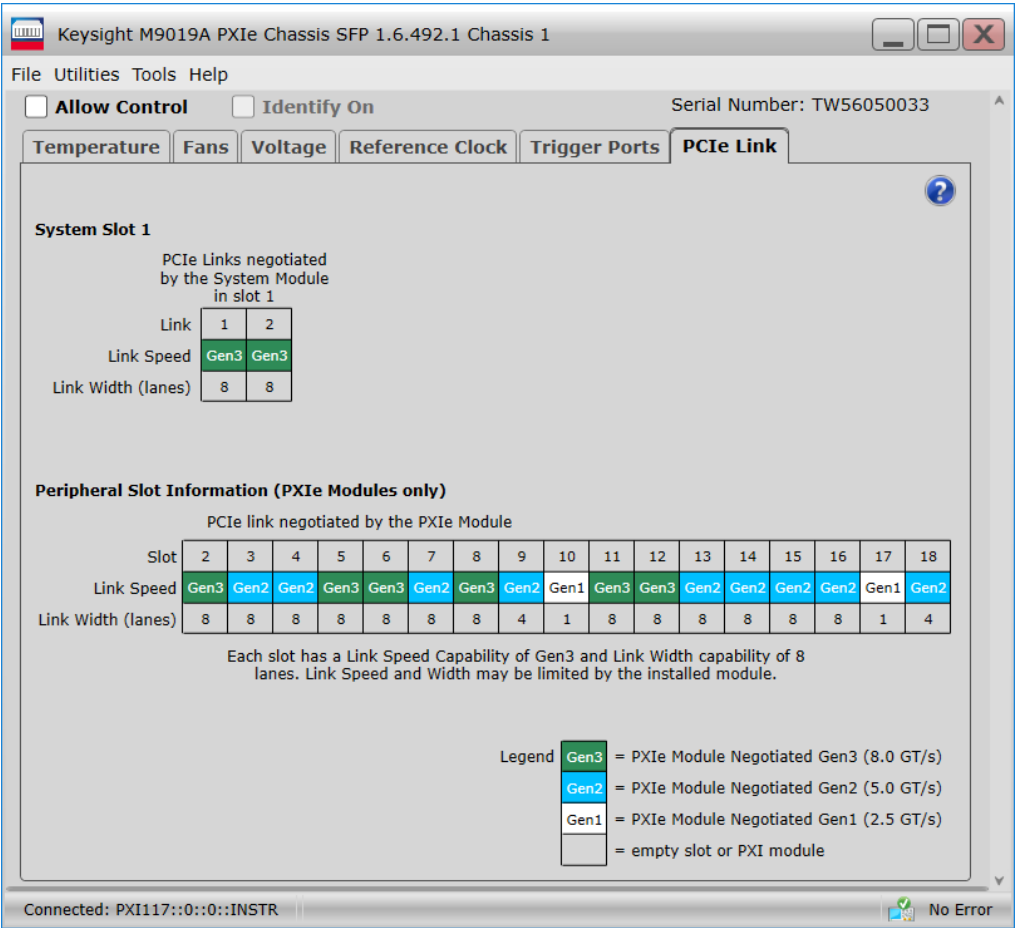 Keysight M9019A PXIe Chassis SFP 1.6.492.1 Chassis 1
File Utilities Tools Help
Allow Control Identify On Serial Number: TW56050033
Temperature Fans Voltage Reference Clock Trigger Ports PCIe Link
?
System Slot 1
PCIe Links negotiated
by the System Module
in slot 1
Link 1 2
Link Speed Gen3 Gen3
Link Width (lanes) 8 8
Peripheral Slot Information (PXIe Modules only)
PCIe link negotiated by the PXIe Module
Slot 2 3 4 5 6 7 8 9 10 11 12 13 14 15 16 17 18
Link Speed Gen3 Gen2 Gen2 Gen3 Gen3 Gen2 Gen3 Gen2 Gen1 Gen3 Gen3 Gen2 Gen2 Gen2 Gen2 Gen1 Gen2
Link Width (lanes) 8 8 8 8 8 8 8 4 1 8 8 8 8 8 8 1 4
Each slot has a Link Speed Capability of Gen3 and Link Width capability of 8
lanes. Link Speed and Width may be limited by the installed module.
Legend Gen3 = PXIe Module Negotiated Gen3 (8.0 GT/s)
Gen2 = PXIe Module Negotiated Gen2 (5.0 GT/s)
Gen1 = PXIe Module Negotiated Gen1 (2.5 GT/s)
= empty slot or PXI module
Connected: PXI117::0::0::INSTR No Error